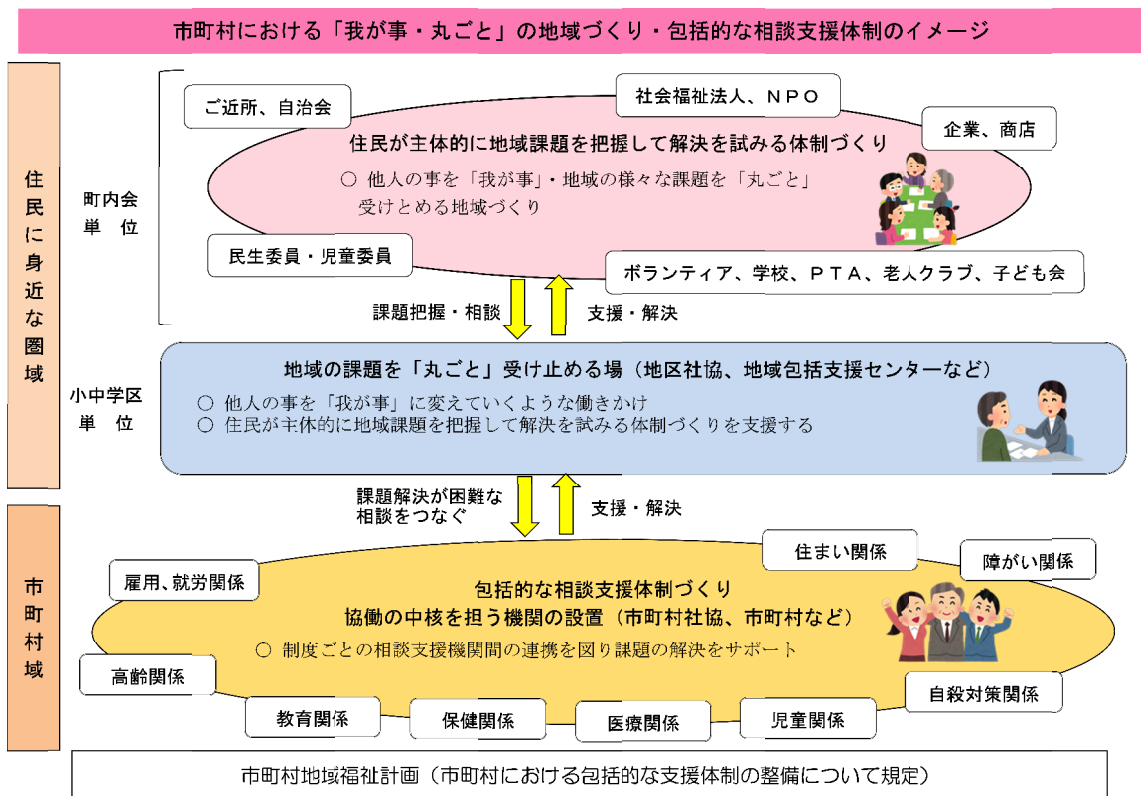 市町村における「我が事・丸ごと」の地域づくり・包括的な相談支援体制のイメージ
住民に身近な圏域
町内会
単　位
ご近所、自治会
社会福祉法人、ＮＰＯ
企業、商店
住民が主体的に地域課題を把握して解決を試みる体制づくり
○ 他人の事を「我が事」・地域の様々な課題を「丸ごと」
受けとめる地域づくり
民生委員・児童委員
ボランティア、学校、ＰＴＡ、老人クラブ、子ども会
課題把握・相談
支援・解決
小中学区
単　位
地域の課題を「丸ごと」受け止める場（地区社協、地域包括支援センターなど）
○ 他人の事を「我が事」に変えていくような働きかけ
○ 住民が主体的に地域課題を把握して解決を試みる体制づくりを支援する
課題解決が困難な
相談をつなぐ
支援・解決
市町村域
住まい関係
障がい関係
雇用、就労関係
包括的な相談支援体制づくり
協働の中核を担う機関の設置（市町村社協、市町村など）
○ 制度ごとの相談支援機関間の連携を図り課題の解決をサポート
高齢関係
自殺対策関係
教育関係
保健関係
医療関係
児童関係
市町村地域福祉計画（市町村における包括的な支援体制の整備について規定）